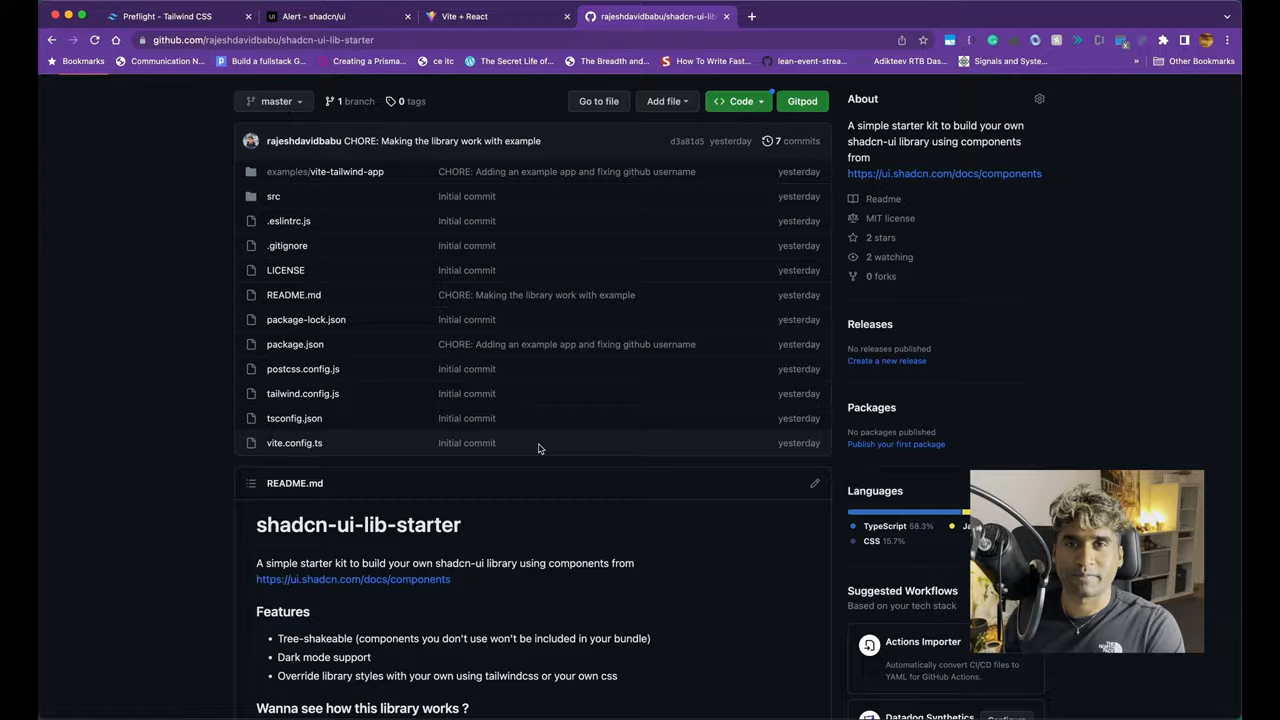 Preflight - Tailwind CSS
Alert - shadcn/ui
Vite + React
rajeshdavidbabu/shadcn-ui-lib
github.com/rajeshdavidbabu/shadcn-ui-lib-starter
Bookmarks
Communication N...
Build a fullstack G...
Creating a Prisma...
ce itc
The Secret Life of...
The Breadth and...
How To Write Fast...
lean-event-strea...
Adikteev RTB Das...
Signals and Syste...
Other Bookmarks
master
1 branch
0 tags
Go to file
Add file
Code
Gitpod
rajeshdavidbabu CHORE: Making the library work with example
d3a81d5 yesterday
7 commits
examples/vite-tailwind-app CHORE: Adding an example app and fixing github username yesterday
src Initial commit yesterday
.eslintrc.js Initial commit yesterday
.gitignore Initial commit yesterday
LICENSE Initial commit yesterday
README.md CHORE: Making the library work with example yesterday
package-lock.json Initial commit yesterday
package.json CHORE: Adding an example app and fixing github username yesterday
postcss.config.js Initial commit yesterday
tailwind.config.js Initial commit yesterday
tsconfig.json Initial commit yesterday
vite.config.ts Initial commit yesterday
README.md
shadcn-ui-lib-starter
A simple starter kit to build your own shadcn-ui library using components from
https://ui.shadcn.com/docs/components
Features
• Tree-shakeable (components you don't use won't be included in your bundle)
• Dark mode support
• Override library styles with your own using tailwindcss or your own css
Wanna see how this library works ?
About
A simple starter kit to build your own
shadcn-ui library using components
from
https://ui.shadcn.com/docs/components
Readme
MIT license
2 stars
2 watching
0 forks
Releases
No releases published
Create a new release
Packages
No packages published
Publish your first package
Languages
TypeScript 58.3%
Ja
CSS 15.7%
Suggested Workflows
Based on your tech stack
Actions Importer
Automatically convert CI/CD files to
YAML for GitHub Actions.
Datadog Synthetics
Configure
THE
NORTH
FACE